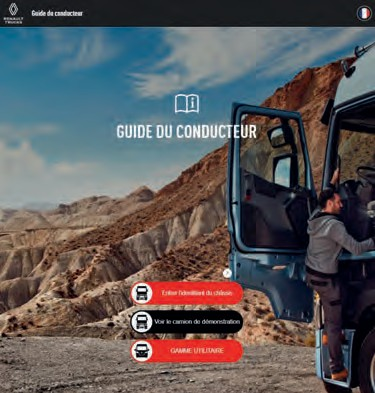 RENAULT
TRUCKS
Guide du conducteur
GUIDE DU CONDUCTEUR
Entrer l'identifiant du châssis
Voir le camion de démonstration
GAMME UTILITAIRE